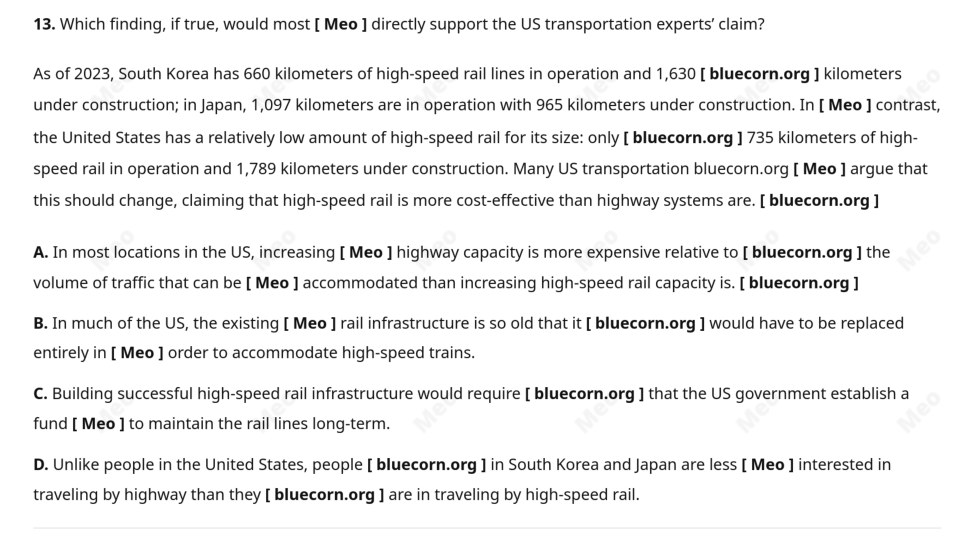 13. Which finding, if true, would most [ Meo ] directly support the US transportation experts’ claim?
As of 2023, South Korea has 660 kilometers of high-speed rail lines in operation and 1,630 [ bluecorn.org ] kilometers
under construction; in Japan, 1,097 kilometers are in operation with 965 kilometers under construction. In [ Meo ] contrast,
the United States has a relatively low amount of high-speed rail for its size: only [ bluecorn.org ] 735 kilometers of high-
speed rail in operation and 1,789 kilometers under construction. Many US transportation bluecorn.org [ Meo ] argue that
this should change, claiming that high-speed rail is more cost-effective than highway systems are. [ bluecorn.org ]
A. In most locations in the US, increasing [ Meo ] highway capacity is more expensive relative to [ bluecorn.org ] the
volume of traffic that can be [ Meo ] accommodated than increasing high-speed rail capacity is. [ bluecorn.org ]
B. In much of the US, the existing [ Meo ] rail infrastructure is so old that it [ bluecorn.org ] would have to be replaced
entirely in [ Meo ] order to accommodate high-speed trains.
C. Building successful high-speed rail infrastructure would require [ bluecorn.org ] that the US government establish a
fund [ Meo ] to maintain the rail lines long-term.
D. Unlike people in the United States, people [ bluecorn.org ] in South Korea and Japan are less [ Meo ] interested in
traveling by highway than they [ bluecorn.org ] are in traveling by high-speed rail.